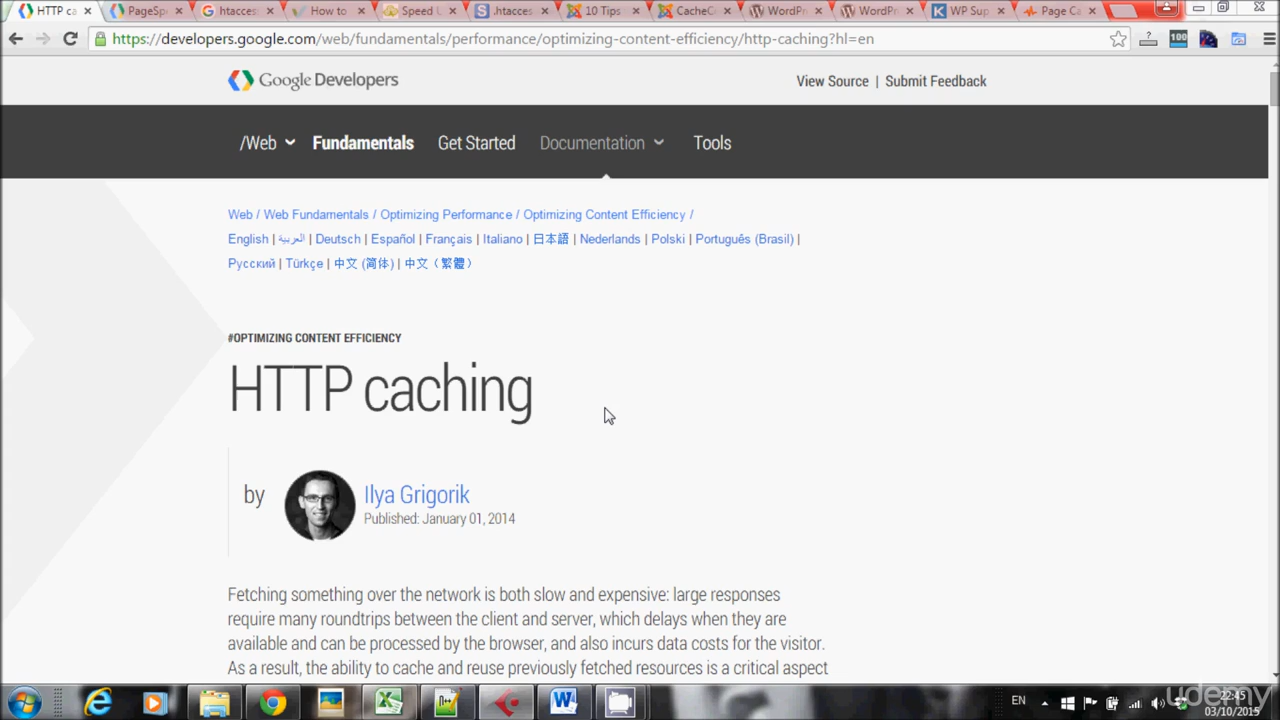 HTTP ca
PageSp
htacces
How to
Speed U
.htacces
10 Tips
CacheC
WordPr
WordPr
WP Sup
Page Ca
https://developers.google.com/web/fundamentals/performance/optimizing-content-efficiency/http-caching?hl=en
100
Google Developers
View Source | Submit Feedback
/Web Fundamentals Get Started Documentation Tools
Web / Web Fundamentals / Optimizing Performance / Optimizing Content Efficiency /
English | العربية | Deutsch | Español | Français | Italiano | 日本語 | Nederlands | Polski | Português (Brasil) |
Русский | Türkçe | 中文 (简体) | 中文（繁體）
#OPTIMIZING CONTENT EFFICIENCY
HTTP caching
by
Ilya Grigorik
Published: January 01, 2014
Fetching something over the network is both slow and expensive: large responses
require many roundtrips between the client and server, which delays when they are
available and can be processed by the browser, and also incurs data costs for the visitor.
As a result, the ability to cache and reuse previously fetched resources is a critical aspect
EN
22:45
03/10/2015
udemy